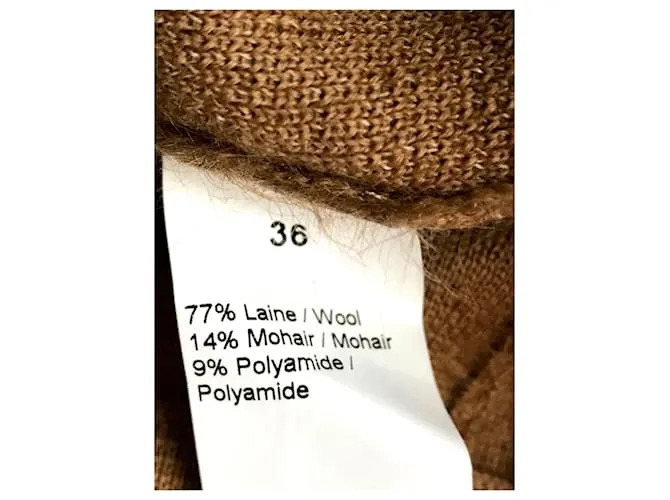 36
77% Laine / Wool
14% Mohair / Mohair
9% Polyamide /
Polyamide